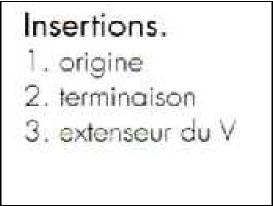 Insertions.
1. origine
2. terminaison
3. extenseur du V